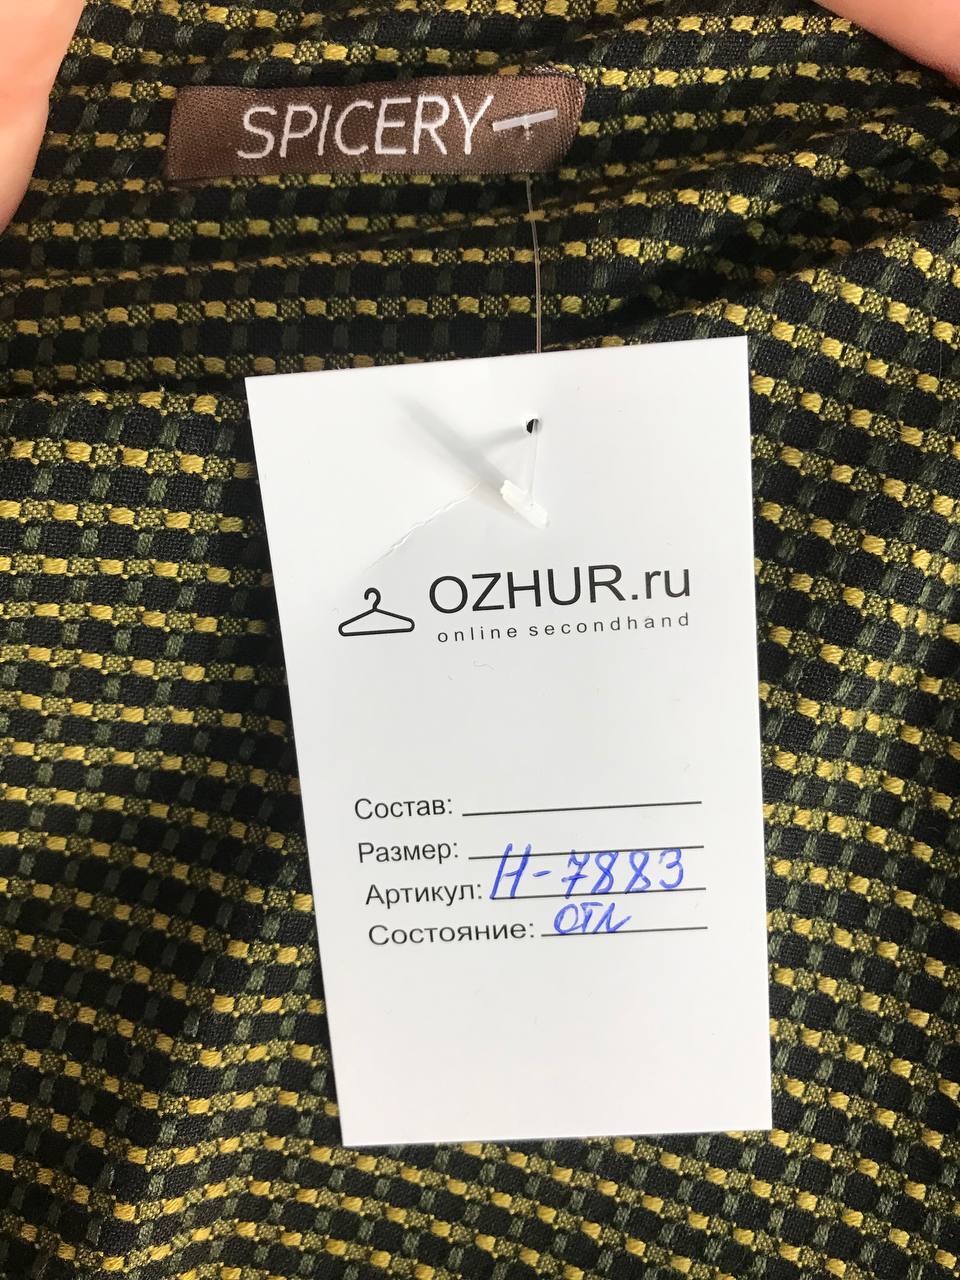 SPICERY
OZHUR.ru
online secondhand
Состав:
Размер:
Артикул: Н-7883
Состояние: отл